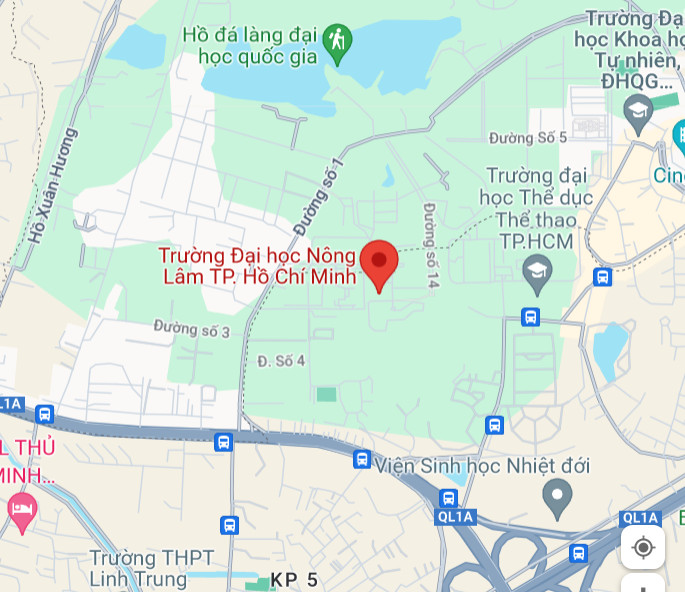 Hồ đá làng đại
học quốc gia
Trường Đại
học Khoa họ
Tự nhiên,
ĐHQG...
Đường Số 5
Hồ Xuân Hương
Đường số 1
Trường đại
học Thể dục
Thể thao
TP.HCM
Cine
Đường số 14
Trường Đại học Nông
Lâm TP. Hồ Chí Minh
Đường số 3
Đ. Số 4
QL1A
L THỦ
MINH...
Viện Sinh học Nhiệt đới
QL1A
QL1A
Trường THPT
Linh Trung
KP 5